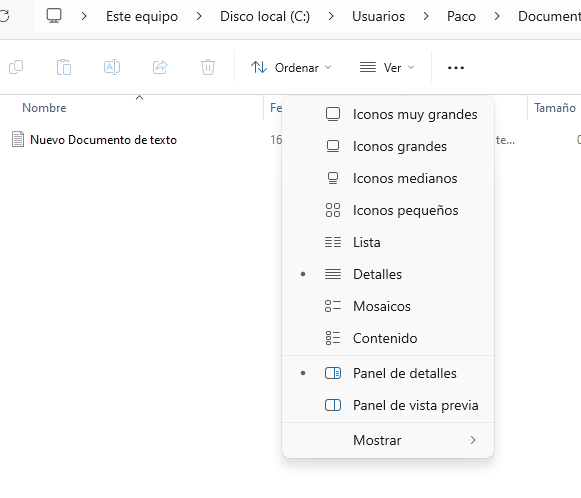 Este equipo > Disco local (C:) > Usuarios > Paco > Document
Ordenar Ver
Nombre Fe Tamaño
Nuevo Documento de texto 16 te... 0
Iconos muy grandes
Iconos grandes
Iconos medianos
Iconos pequeños
Lista
Detalles
Mosaicos
Contenido
Panel de detalles
Panel de vista previa
Mostrar